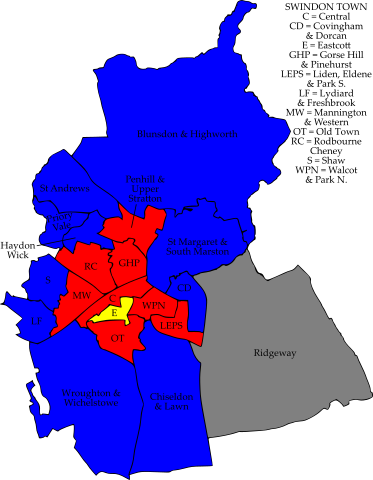 SWINDON TOWN
C = Central
CD = Covingham
& Dorcan
E = Eastcott
GHP = Gorse Hill
& Pinehurst
LEPS = Liden, Eldene
& Park S.
LF = Lydiard
& Freshbrook
MW = Mannington
& Western
OT = Old Town
RC = Rodbourne
Cheney
S = Shaw
WPN = Walcot
& Park N.
Blunsdon & Highworth
Penhill &
Upper
Stratton
St Andrews
Haydon
Wick
St Margaret &
South Marston
RC
GHP
S
CD
MW
C
WPN
E
LF
LEPS
OT
Ridgeway
Wroughton &
Wichelstowe
Chiseldon
& Lawn